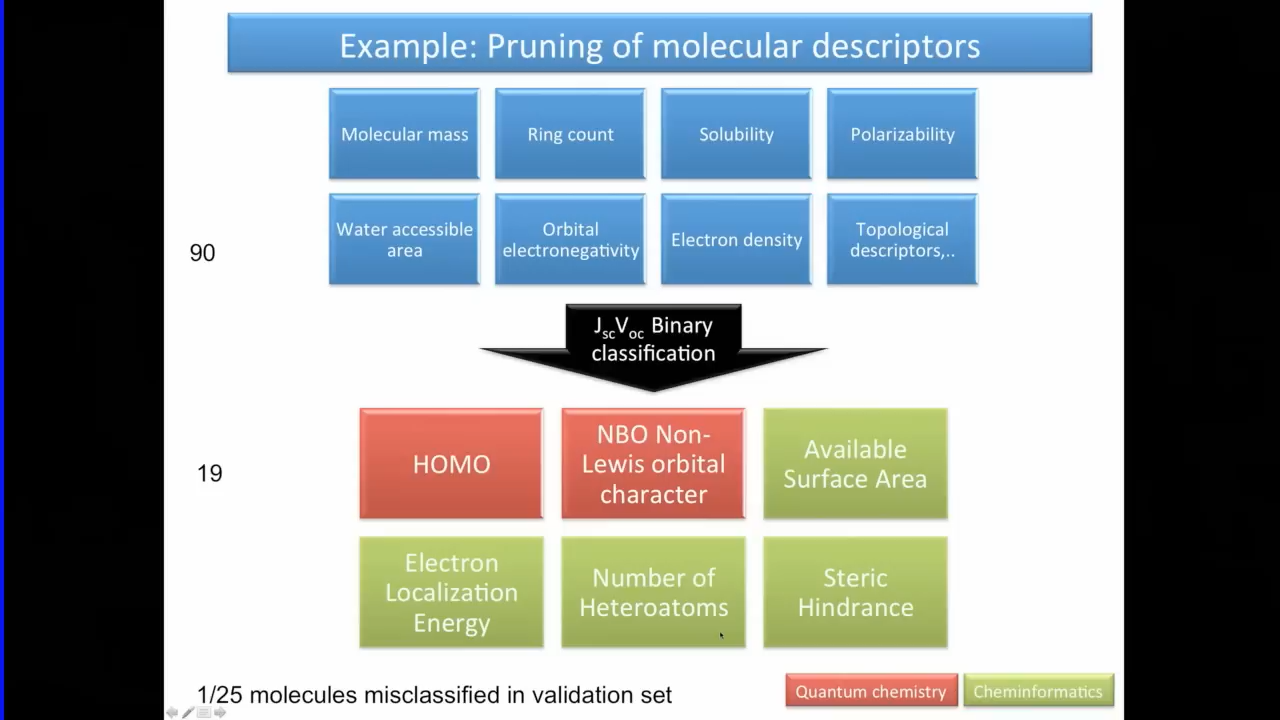 Example: Pruning of molecular descriptors
Molecular mass
Ring count
Solubility
Polarizability
Water accessible
area
Orbital
electronegativity
Electron density
Topological
descriptors,..
90
JscVoc Binary
classification
HOMO
NBO Non-
Lewis orbital
character
Available
Surface Area
19
Electron
Localization
Energy
Number of
Heteroatoms
Steric
Hindrance
1/25 molecules misclassified in validation set
Quantum chemistry
Cheminformatics